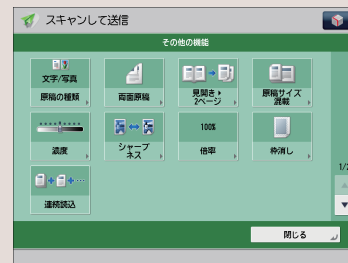 スキャンして送信
その他の機能
文字/写真
原稿の種類
両面原稿
見開き▶
2ページ
原稿サイズ
混載
濃度
シャープ
ネス
100%
倍率
枠消し
連続読込
1/2
閉じる